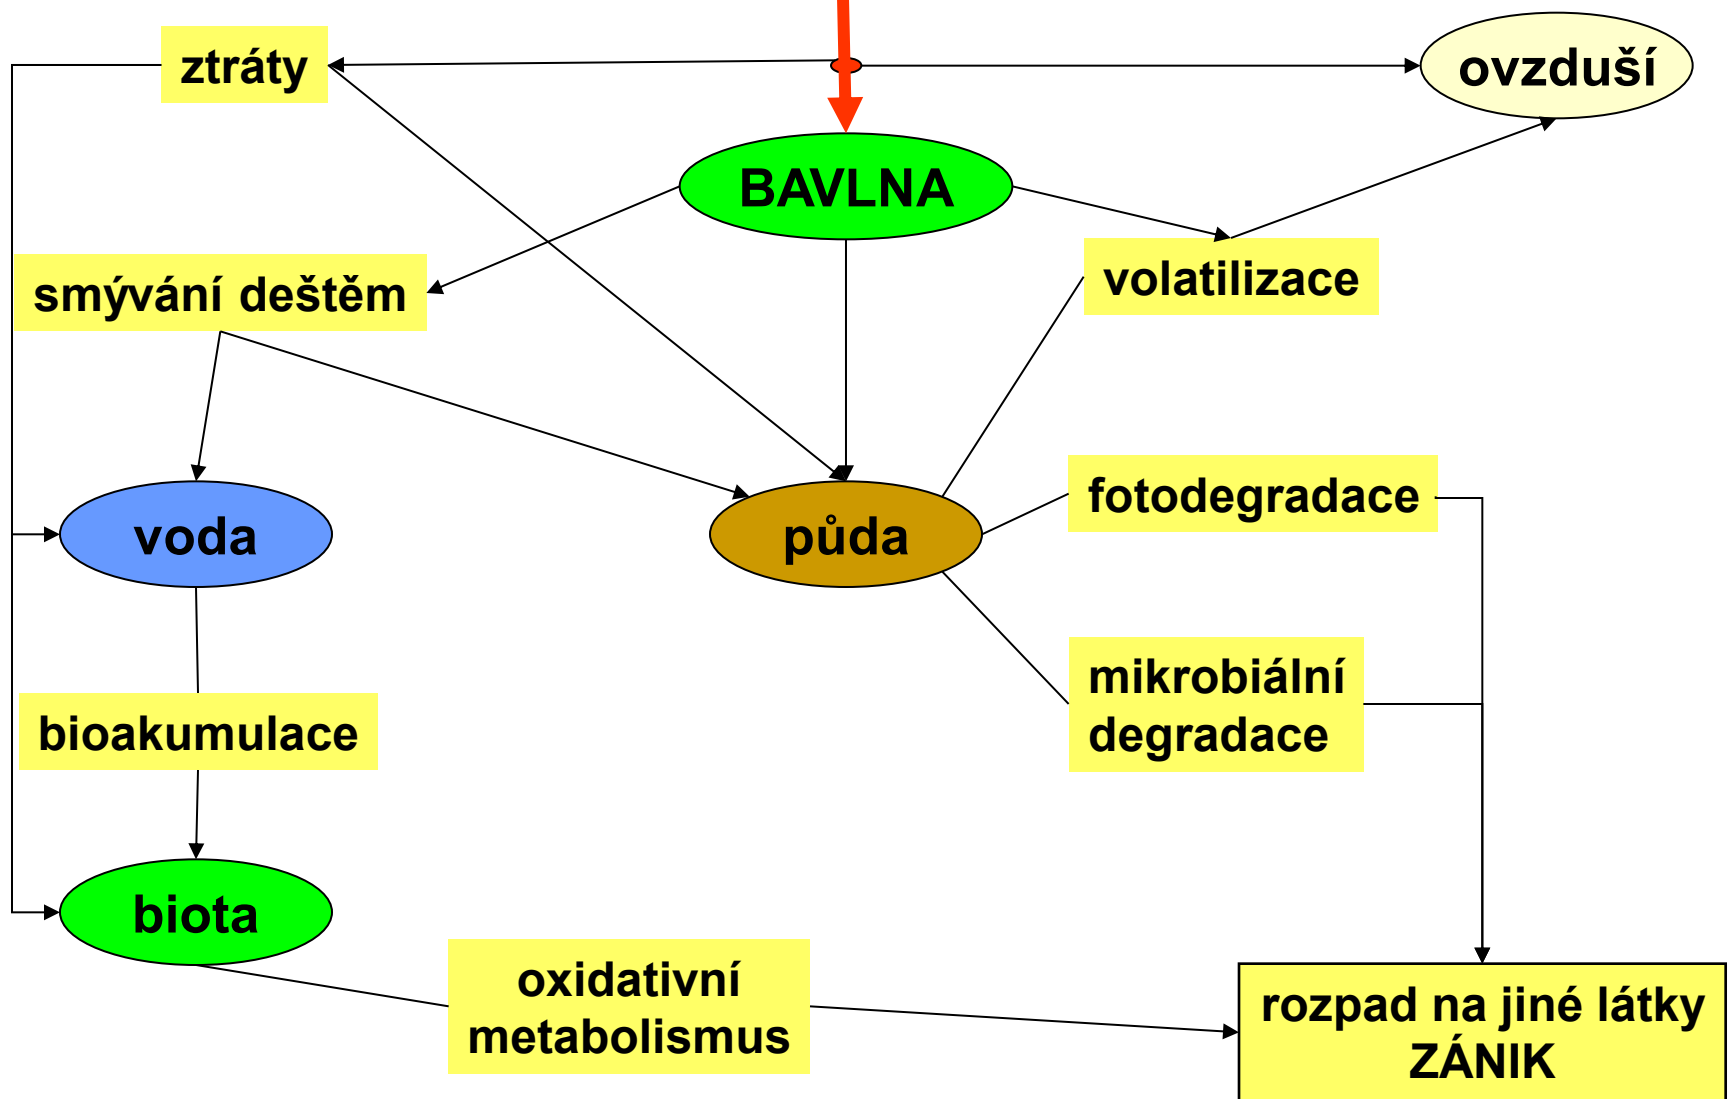 ztráty
ovzduší
BAVLNA
smývání deštěm
volatilizace
fotodegradace
voda
půda
mikrobiální
degradace
bioakumulace
biota
oxidativní
metabolismus
rozpad na jiné látky
ZÁNIK